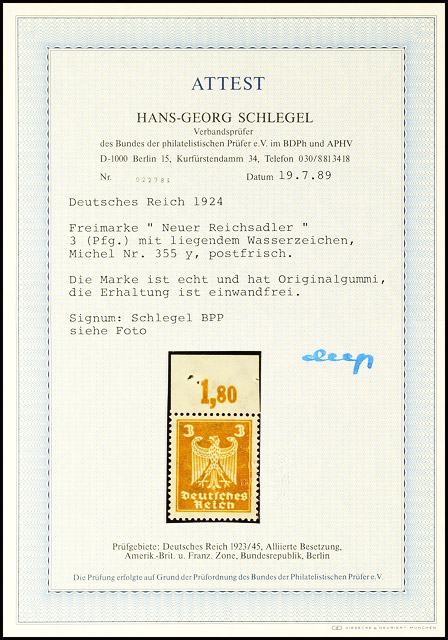 ATTEST
HANS-GEORG SCHLEGEL
Verbandsprüfer
des Bundes der philatelistischen Prüfer e.V. im BDPh und APHV
D-1000 Berlin 15, Kurfürstendamm 34, Telefon 030/8813418
Nr. Datum 19.7.89
Deutsches Reich 1924
Freimarke " Neuer Reichsadler "
3 (Pfg.) mit liegendem Wasserzeichen,
Michel Nr. 355 y, postfrisch.
Die Marke ist echt und hat Originalgummi,
die Erhaltung ist einwandfrei.
Signum: Schlegel BPP
siehe Foto
1,80
3 3
Deutsches
Reich
Prüfgebiete: Deutsches Reich 1923/45, Alliierte Besetzung,
Amerik.-Brit. u. Franz. Zone, Bundesrepublik, Berlin
Die Prüfung erfolgte auf Grund der Prüfordnung des Bundes der Philatelistischen Prüfer e.V.
GIESECKE & DEVRIENT MÜNCHEN